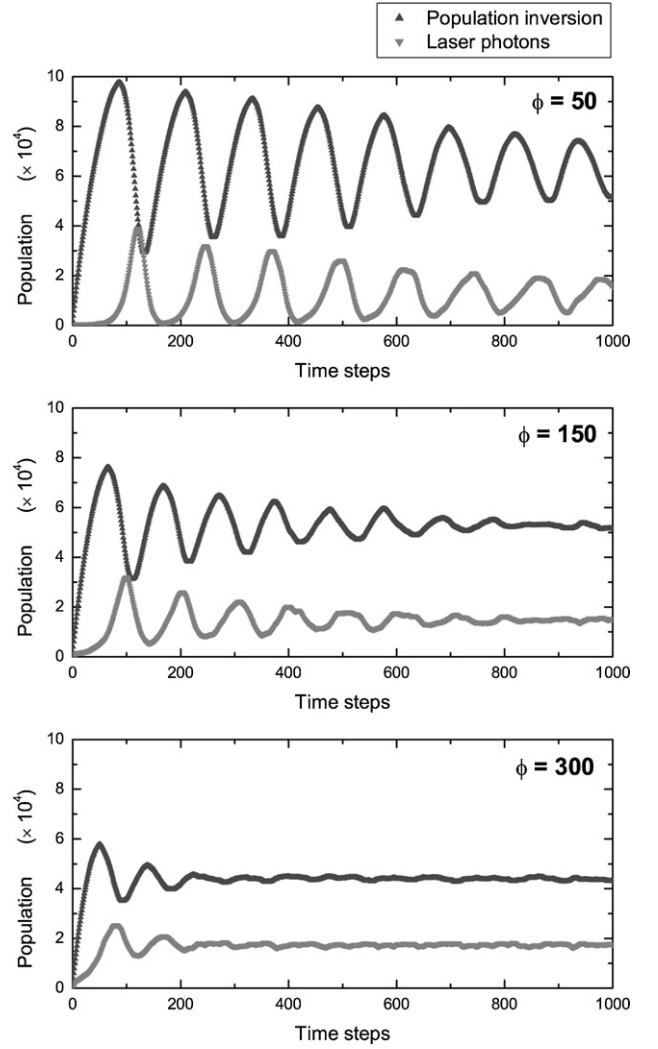 ▲ Population inversion
▼ Laser photons
Population (× 10⁴)
10
8
6
4
2
0
ϕ = 50
0 200 400 600 800 1000
Time steps
Population (× 10⁴)
10
8
6
4
2
0
ϕ = 150
0 200 400 600 800 1000
Time steps
Population (× 10⁴)
10
8
6
4
2
0
ϕ = 300
0 200 400 600 800 1000
Time steps